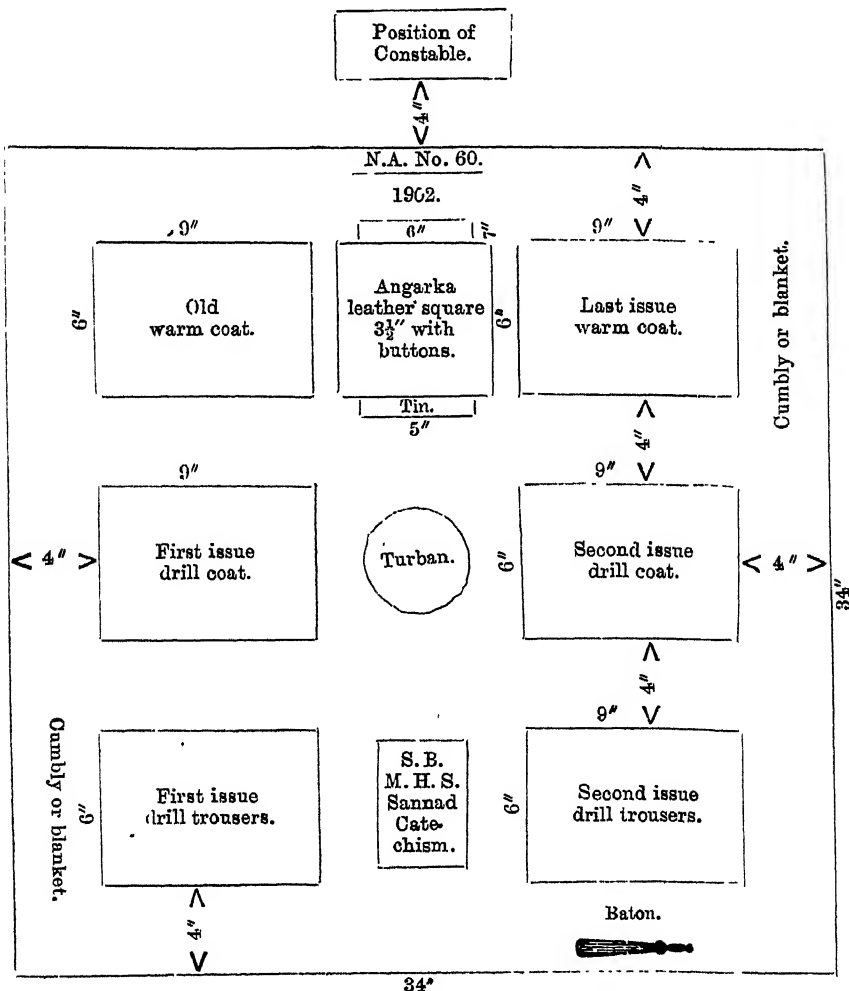 Position of
Constable.
4"
N.A. No. 60.
1902.
4"
9"
6"
7"
9"
6"
Old
warm coat.
Angarka
leather square
3½" with
buttons.
6"
Last issue
warm coat.
Cumbly or blanket.
Tin.
5"
4"
9"
9"
4"
First issue
drill coat.
Turban.
6"
Second issue
drill coat.
4"
34"
4"
9"
Cumbly or blanket.
6"
First issue
drill trousers.
S. B.
M. H. S.
Sannad
Cate-
chism.
6"
Second issue
drill trousers.
4"
Baton.
34"